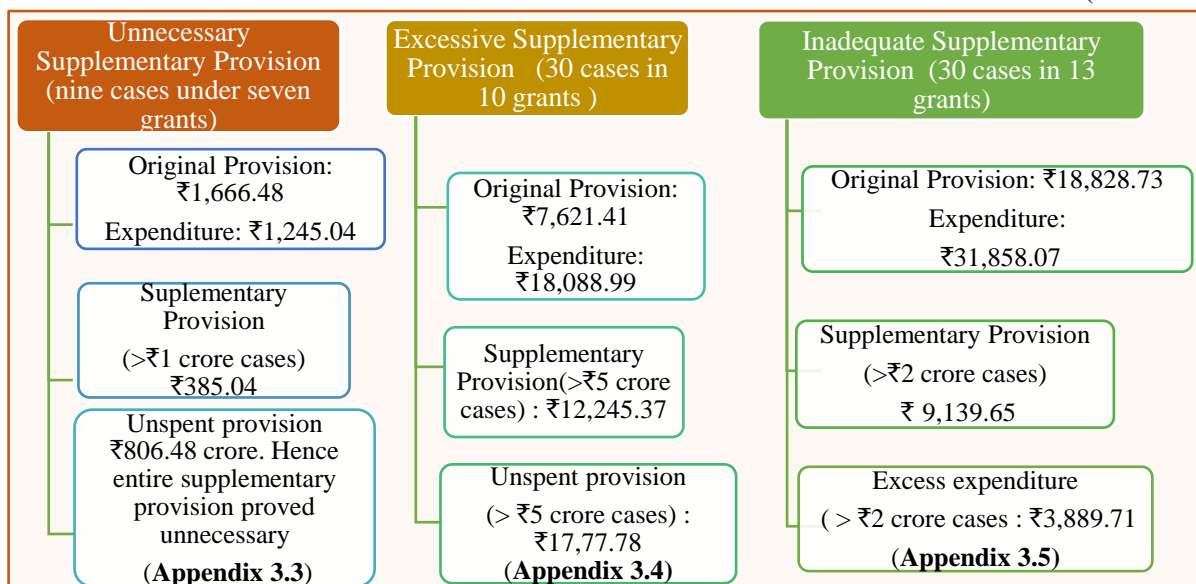 (
Unnecessary
Supplementary Provision
(nine cases under seven
grants)
Original Provision:
₹1,666.48
Expenditure: ₹1,245.04
Suplementary
Provision
(>₹1 crore cases)
₹385.04
Unspent provision
₹806.48 crore. Hence
entire supplementary
provision proved
unnecessary
(Appendix 3.3)
Excessive Supplementary
Provision (30 cases in
10 grants )
Original Provision:
₹7,621.41
Expenditure:
₹18,088.99
Supplementary
Provision(>₹5 crore
cases) : ₹12,245.37
Unspent provision
(> ₹5 crore cases) :
₹17,77.78
(Appendix 3.4)
Inadequate Supplementary
Provision (30 cases in 13
grants)
Original Provision: ₹18,828.73
Expenditure:
₹31,858.07
Supplementary Provision
(>₹2 crore cases)
₹ 9,139.65
Excess expenditure
( > ₹2 crore cases : ₹3,889.71
(Appendix 3.5)